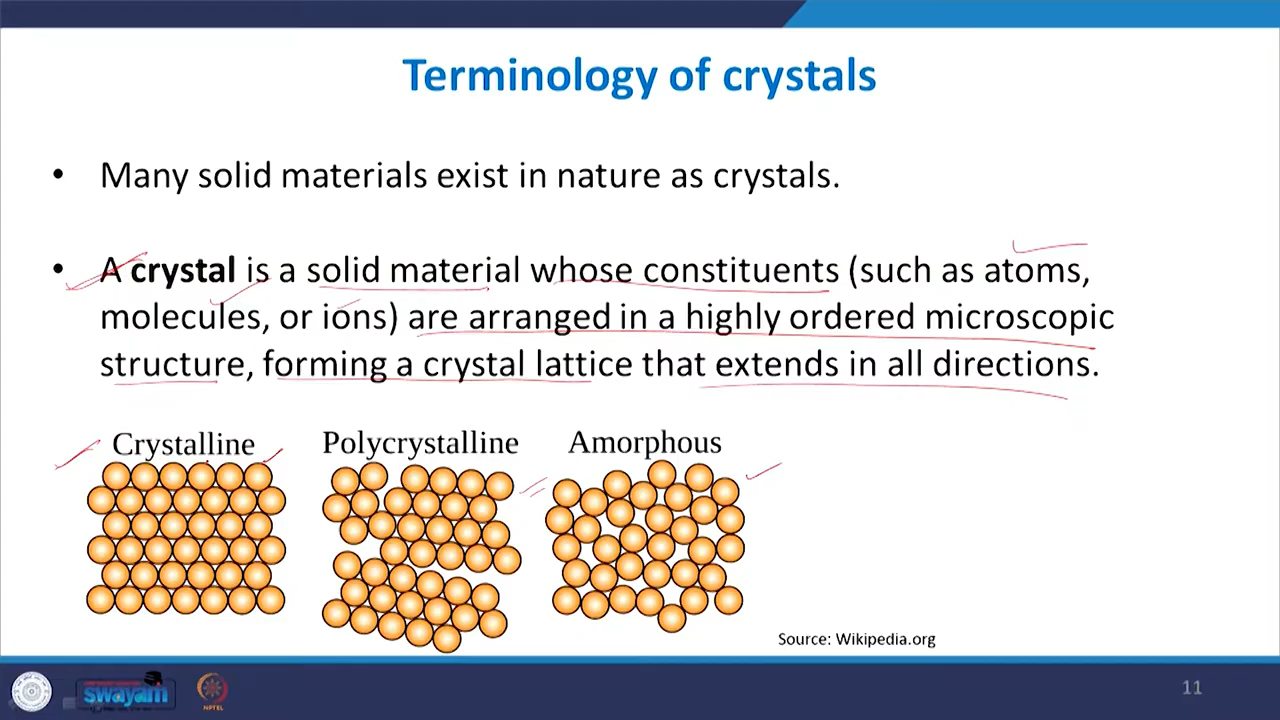 Terminology of crystals
• Many solid materials exist in nature as crystals.
• A crystal is a solid material whose constituents (such as atoms,
molecules, or ions) are arranged in a highly ordered microscopic
structure, forming a crystal lattice that extends in all directions.
Crystalline Polycrystalline Amorphous
Source: Wikipedia.org
swayam NPTEL 11